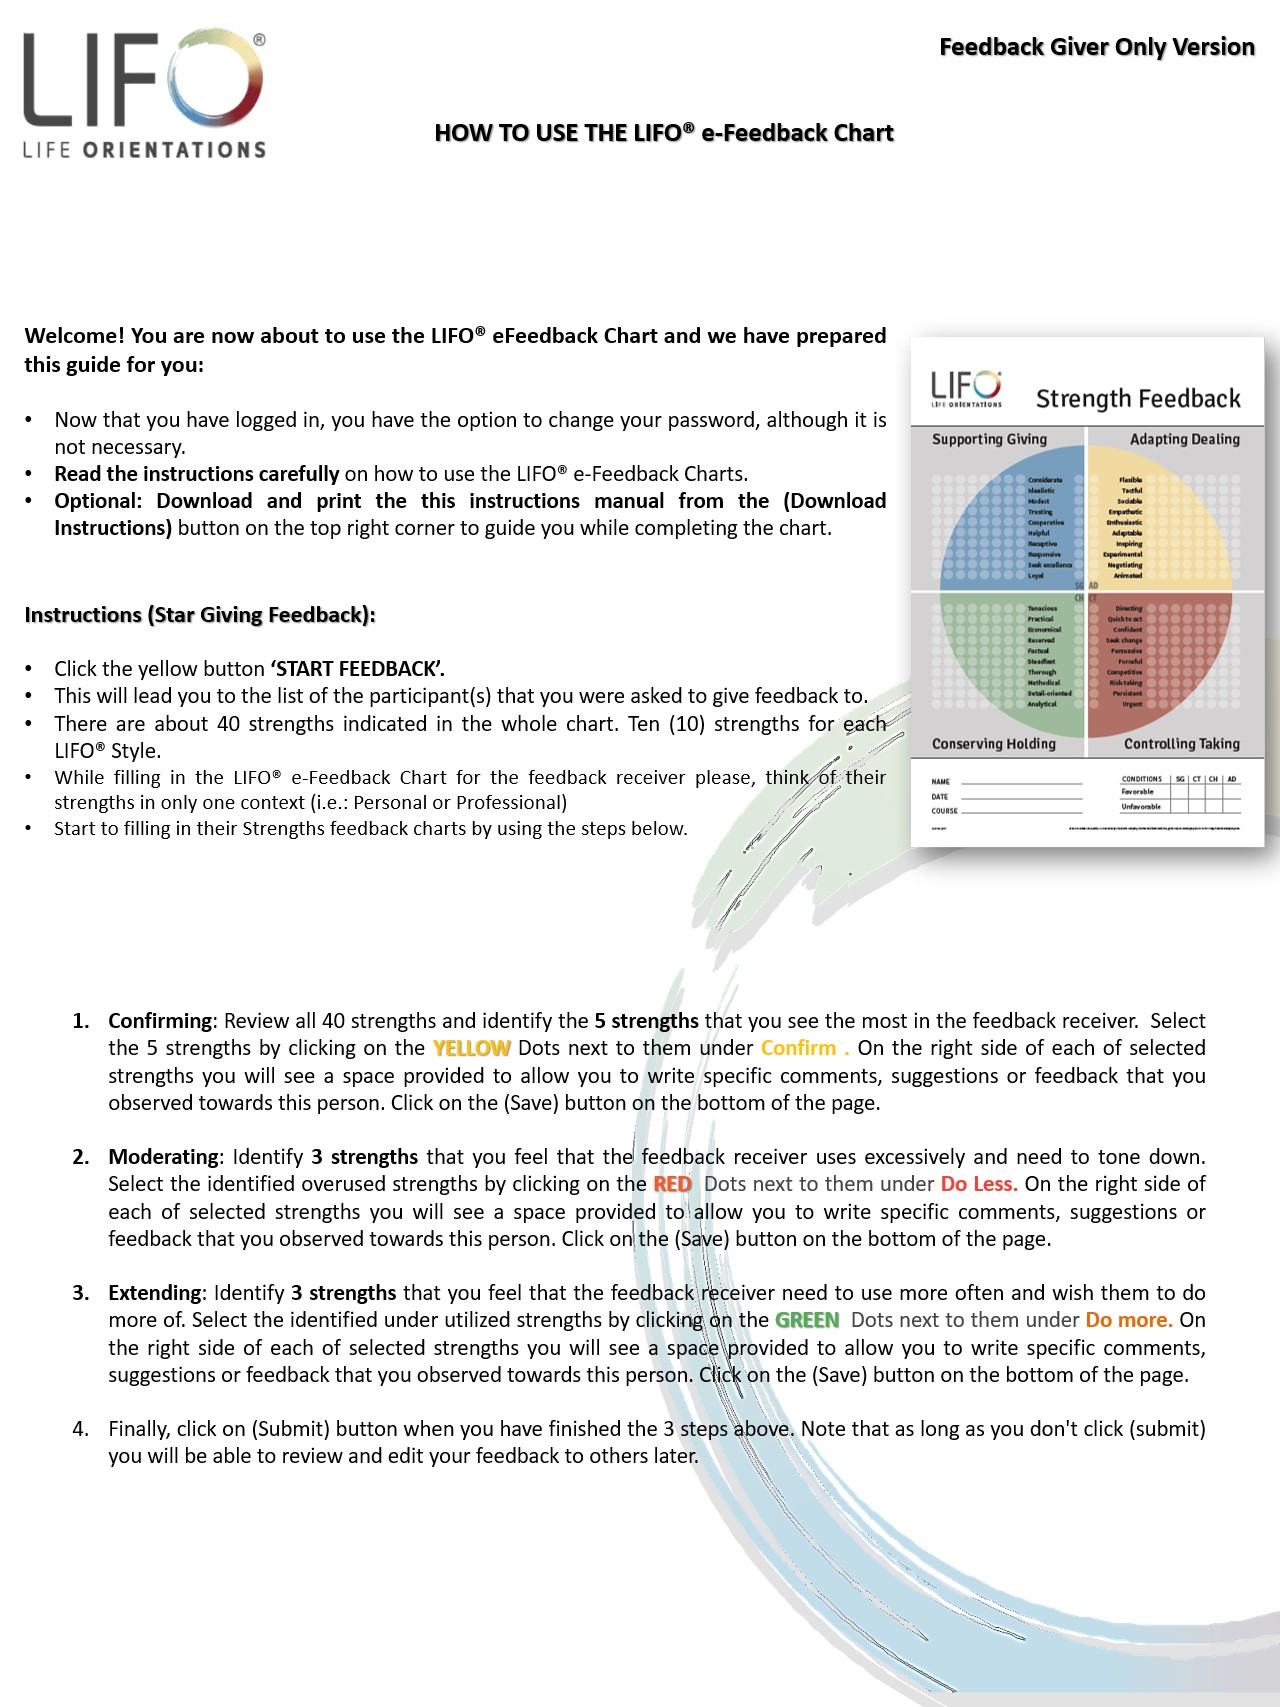 LIFO®
LIFE ORIENTATIONS
Feedback Giver Only Version
HOW TO USE THE LIFO® e-Feedback Chart
Welcome! You are now about to use the LIFO® eFeedback Chart and we have prepared
this guide for you:
• Now that you have logged in, you have the option to change your password, although it is
not necessary.
• Read the instructions carefully on how to use the LIFO® e-Feedback Charts.
• Optional: Download and print the this instructions manual from the (Download
Instructions) button on the top right corner to guide you while completing the chart.
Instructions (Star Giving Feedback):
• Click the yellow button ‘START FEEDBACK’.
• This will lead you to the list of the participant(s) that you were asked to give feedback to.
• There are about 40 strengths indicated in the whole chart. Ten (10) strengths for each
LIFO® Style.
• While filling in the LIFO® e-Feedback Chart for the feedback receiver please, think of their
strengths in only one context (i.e.: Personal or Professional)
• Start to filling in their Strengths feedback charts by using the steps below.
LIFO
LIFE ORIENTATIONS
Strength Feedback
Supporting Giving
Adapting Dealing
Considerate
Idealistic
Modest
Trusting
Cooperative
Helpful
Receptive
Responsive
Seek excellence
Loyal
Flexible
Tactful
Sociable
Empathetic
Enthusiastic
Adaptable
Inspiring
Experimental
Negotiating
Animated
SG AD
CH CT
Tenacious
Practical
Economical
Reserved
Factual
Steadfast
Thorough
Methodical
Detail-oriented
Analytical
Directing
Quick to act
Confident
Seek change
Persuasive
Forceful
Competitive
Risk-taking
Persistent
Urgent
Conserving Holding
Controlling Taking
NAME
DATE
COURSE
CONDITIONS SG CT CH AD
Favorable
Unfavorable
1. Confirming: Review all 40 strengths and identify the 5 strengths that you see the most in the feedback receiver. Select
the 5 strengths by clicking on the YELLOW Dots next to them under Confirm . On the right side of each of selected
strengths you will see a space provided to allow you to write specific comments, suggestions or feedback that you
observed towards this person. Click on the (Save) button on the bottom of the page.
2. Moderating: Identify 3 strengths that you feel that the feedback receiver uses excessively and need to tone down.
Select the identified overused strengths by clicking on the RED Dots next to them under Do Less. On the right side of
each of selected strengths you will see a space provided to allow you to write specific comments, suggestions or
feedback that you observed towards this person. Click on the (Save) button on the bottom of the page.
3. Extending: Identify 3 strengths that you feel that the feedback receiver need to use more often and wish them to do
more of. Select the identified under utilized strengths by clicking on the GREEN Dots next to them under Do more. On
the right side of each of selected strengths you will see a space provided to allow you to write specific comments,
suggestions or feedback that you observed towards this person. Click on the (Save) button on the bottom of the page.
4. Finally, click on (Submit) button when you have finished the 3 steps above. Note that as long as you don't click (submit)
you will be able to review and edit your feedback to others later.